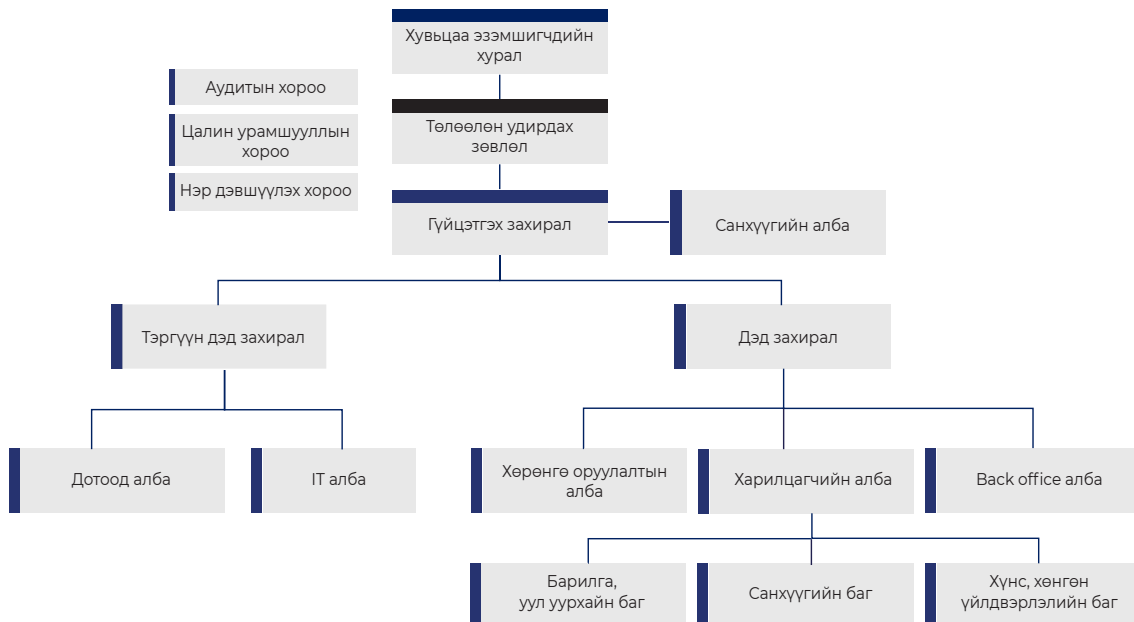 Хувьцаа эзэмшигчдийн
хурал
Аудитын хороо
Цалин урамшууллын
хороо
Нэр дэвшүүлэх хороо
Төлөөлөн удирдах
зөвлөл
Гүйцэтгэх захирал
Санхүүгийн алба
Тэргүүн дэд захирал
Дэд захирал
Дотоод алба
IT алба
Хөрөнгө оруулалтын
алба
Харилцагчийн алба
Back office алба
Барилга,
уул уурхайн баг
Санхүүгийн баг
Хүнс, хөнгөн
үйлдвэрлэлийн баг